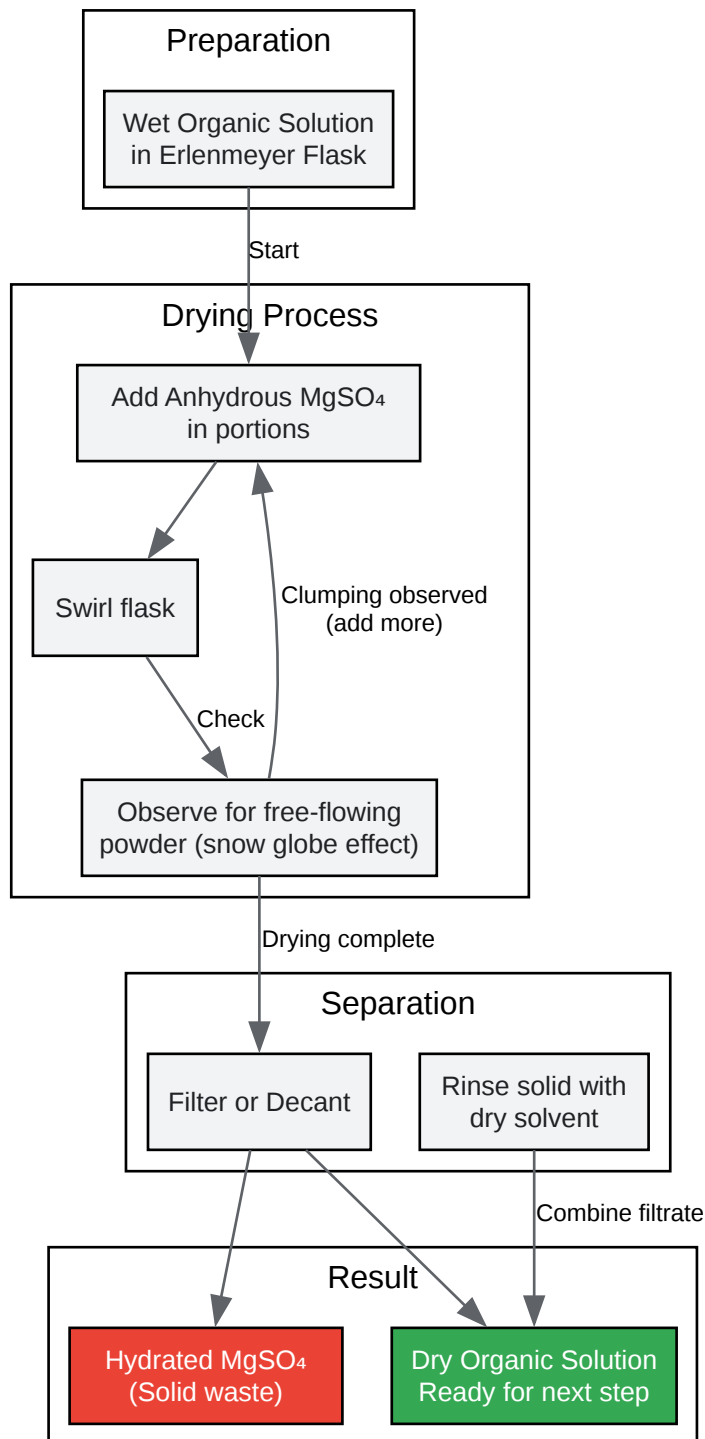 Preparation
Wet Organic Solution
in Erlenmeyer Flask
Start
Drying Process
Add Anhydrous MgSO₄
in portions
Swirl flask
Clumping observed
(add more)
Check
Observe for free-flowing
powder (snow globe effect)
Drying complete
Separation
Filter or Decant
Rinse solid with
dry solvent
Combine filtrate
Result
Hydrated MgSO₄
(Solid waste)
Dry Organic Solution
Ready for next step